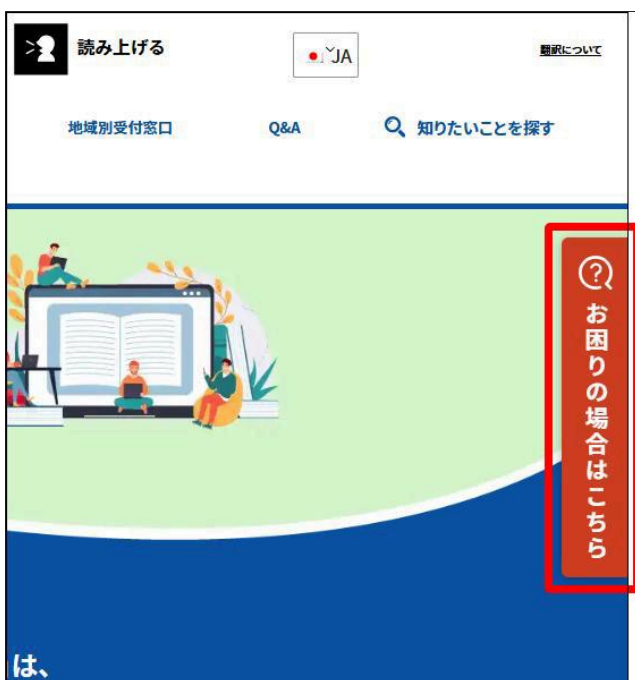 読み上げる
JA
翻訳について
地域別受付窓口
Q&A
知りたいことを探す
お困りの場合はこちら
は、